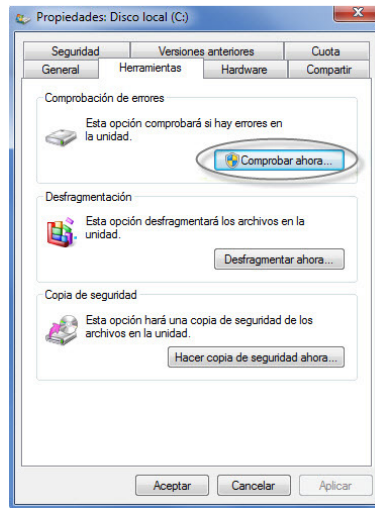 Propiedades: Disco local (C:)
Seguridad Versiones anteriores Cuota
General Herramientas Hardware Compartir
Comprobación de errores
Esta opción comprobará si hay errores en
la unidad.
Comprobar ahora...
Desfragmentación
Esta opción desfragmentará los archivos en la
unidad.
Desfragmentar ahora...
Copia de seguridad
Esta opción hará una copia de seguridad de los
archivos en la unidad.
Hacer copia de seguridad ahora...
Aceptar Cancelar Aplicar